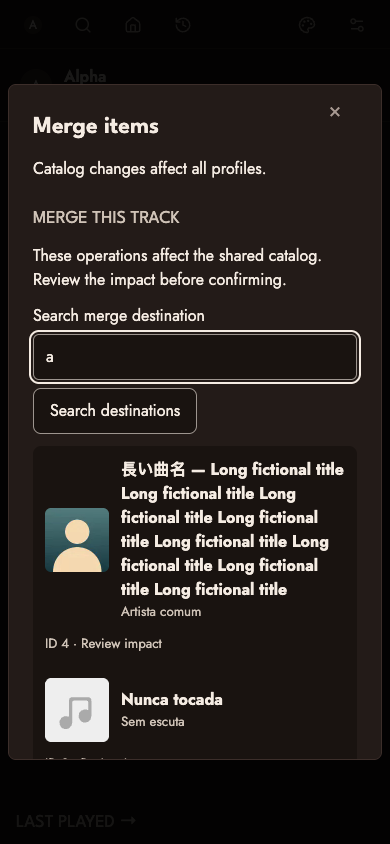 A
Alpha
Merge items
×
Catalog changes affect all profiles.
MERGE THIS TRACK
These operations affect the shared catalog.
Review the impact before confirming.
Search merge destination
a
Search destinations
長い曲名 — Long fictional title
Long fictional title Long
fictional title Long fictional
title Long fictional title Long
fictional title Long fictional
title Long fictional title
Artista comum
ID 4 · Review impact
Nunca tocada
Sem escuta
LAST PLAYED →